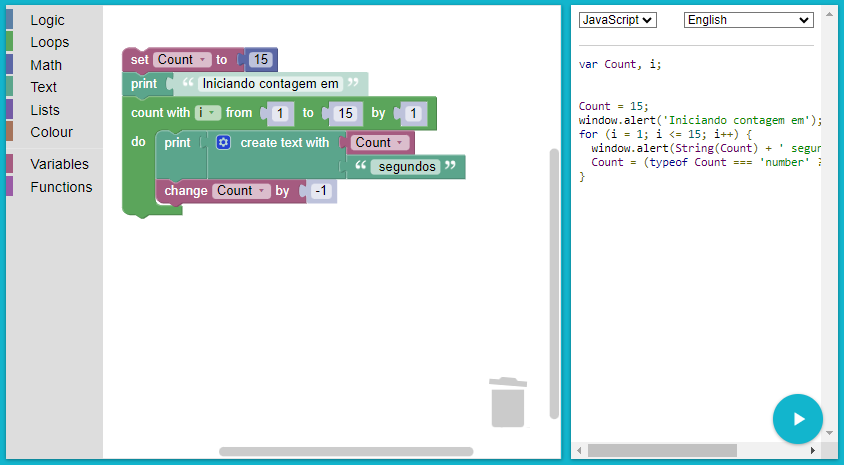 Logic
Loops
Math
Text
Lists
Colour
Variables
Functions
set Count to 15
print “ Iniciando contagem em ”
count with i from 1 to 15 by 1
do print create text with Count
“ segundos ”
change Count by -1
JavaScript English
var Count, i;
Count = 15;
window.alert('Iniciando contagem em');
for (i = 1; i <= 15; i++) {
window.alert(String(Count) + ' segun
Count = (typeof Count === 'number' ?
}